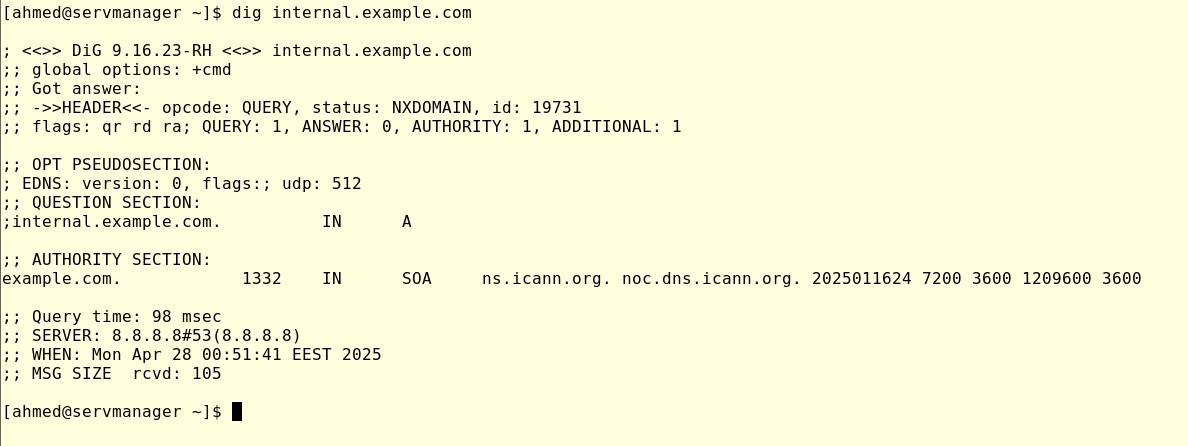 [ahmed@servmanager ~]$ dig internal.example.com
; <<>> DiG 9.16.23-RH <<>> internal.example.com
;; global options: +cmd
;; Got answer:
;; ->>HEADER<<- opcode: QUERY, status: NXDOMAIN, id: 19731
;; flags: qr rd ra; QUERY: 1, ANSWER: 0, AUTHORITY: 1, ADDITIONAL: 1
;; OPT PSEUDOSECTION:
; EDNS: version: 0, flags:; udp: 512
;; QUESTION SECTION:
;internal.example.com.          IN      A
;; AUTHORITY SECTION:
example.com.            1332    IN      SOA     ns.icann.org. noc.dns.icann.org. 2025011624 7200 3600 1209600 3600
;; Query time: 98 msec
;; SERVER: 8.8.8.8#53(8.8.8.8)
;; WHEN: Mon Apr 28 00:51:41 EEST 2025
;; MSG SIZE  rcvd: 105
[ahmed@servmanager ~]$